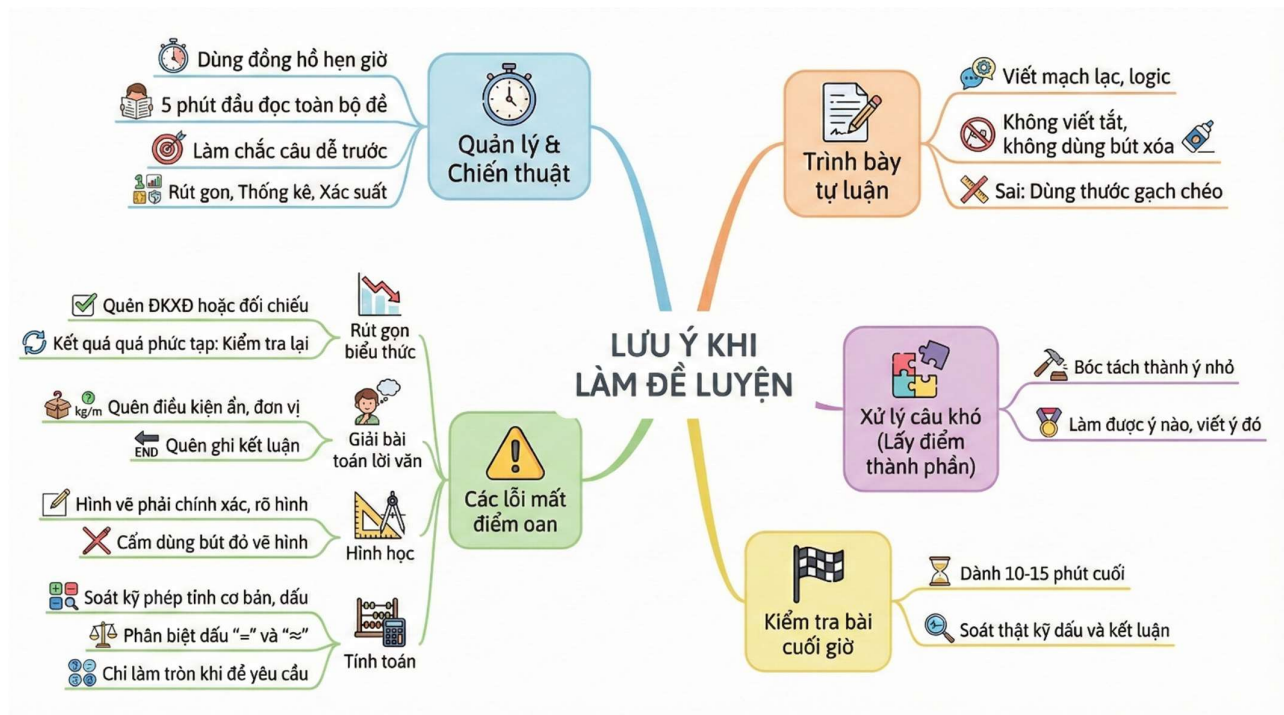 LƯU Ý KHI
LÀM ĐỀ LUYỆN
Quản lý &
Chiến thuật
Dùng đồng hồ hẹn giờ
5 phút đầu đọc toàn bộ đề
Làm chắc câu dễ trước
Rút gon, Thống kê, Xác suất
Trình bày
tự luận
Viết mạch lạc, logic
Không viết tắt,
không dùng bút xóa
Sai: Dùng thước gạch chéo
Các lỗi mất
điểm oan
Rút gọn
biểu thức
Quên ĐKXĐ hoặc đối chiếu
Kết quá quá phức tạp: Kiểm tra lại
Giải bài
toán lời văn
kg/m Quên điều kiện ẩn, đơn vị
END Quên ghi kết luận
Hình học
Hình vẽ phải chính xác, rõ hình
Cấm dùng bút đỏ vẽ hình
Tính toán
Soát kỹ phép tính cơ bản, dấu
Phân biệt dấu “=” và “≈”
Chi làm tròn khi để yêu cầu
Xử lý câu khó
(Lấy điểm
thành phần)
Bóc tách thành ý nhỏ
Làm được ý nào, viết ý đó
Kiểm tra bài
cuối giờ
Dành 10-15 phút cuối
Soát thật kỹ dấu và kết luận